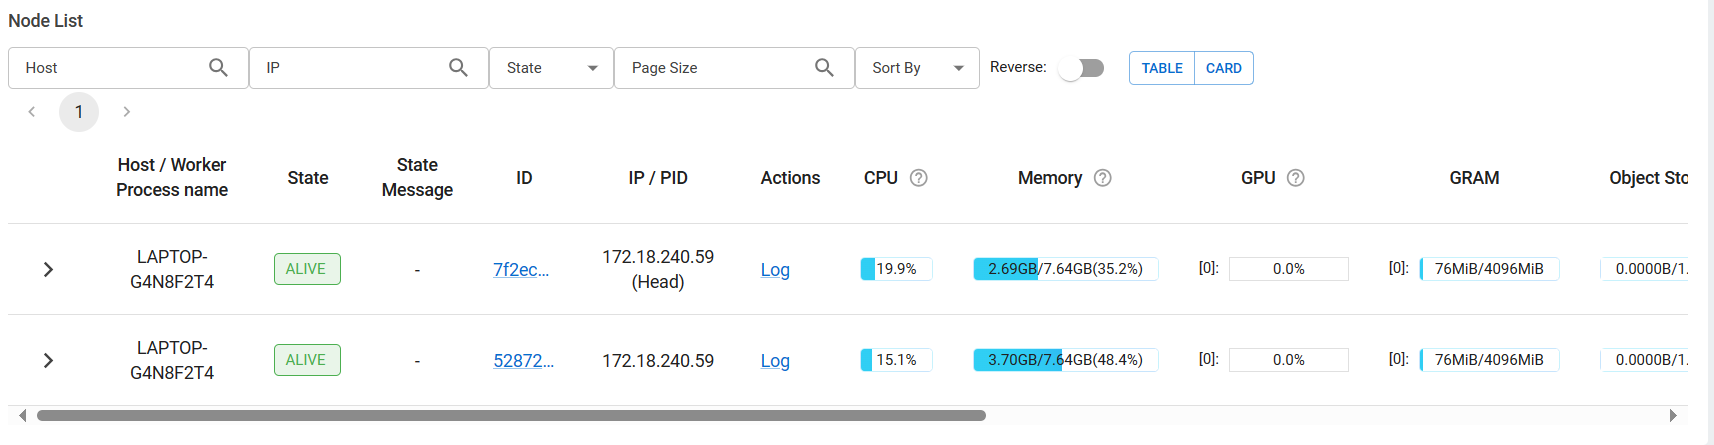 Node List
Host IP State Page Size Sort By Reverse: TABLE CARD
1
Host / Worker Process name State State Message ID IP / PID Actions CPU Memory GPU GRAM Object Sto
LAPTOP-G4N8F2T4 ALIVE - 7f2ec... 172.18.240.59 (Head) Log 19.9% 2.69GB/7.64GB(35.2%) [0]: 0.0% [0]: 76MiB/4096MiB 0.0000B/1.
LAPTOP-G4N8F2T4 ALIVE - 52872... 172.18.240.59 Log 15.1% 3.70GB/7.64GB(48.4%) [0]: 0.0% [0]: 76MiB/4096MiB 0.0000B/1.